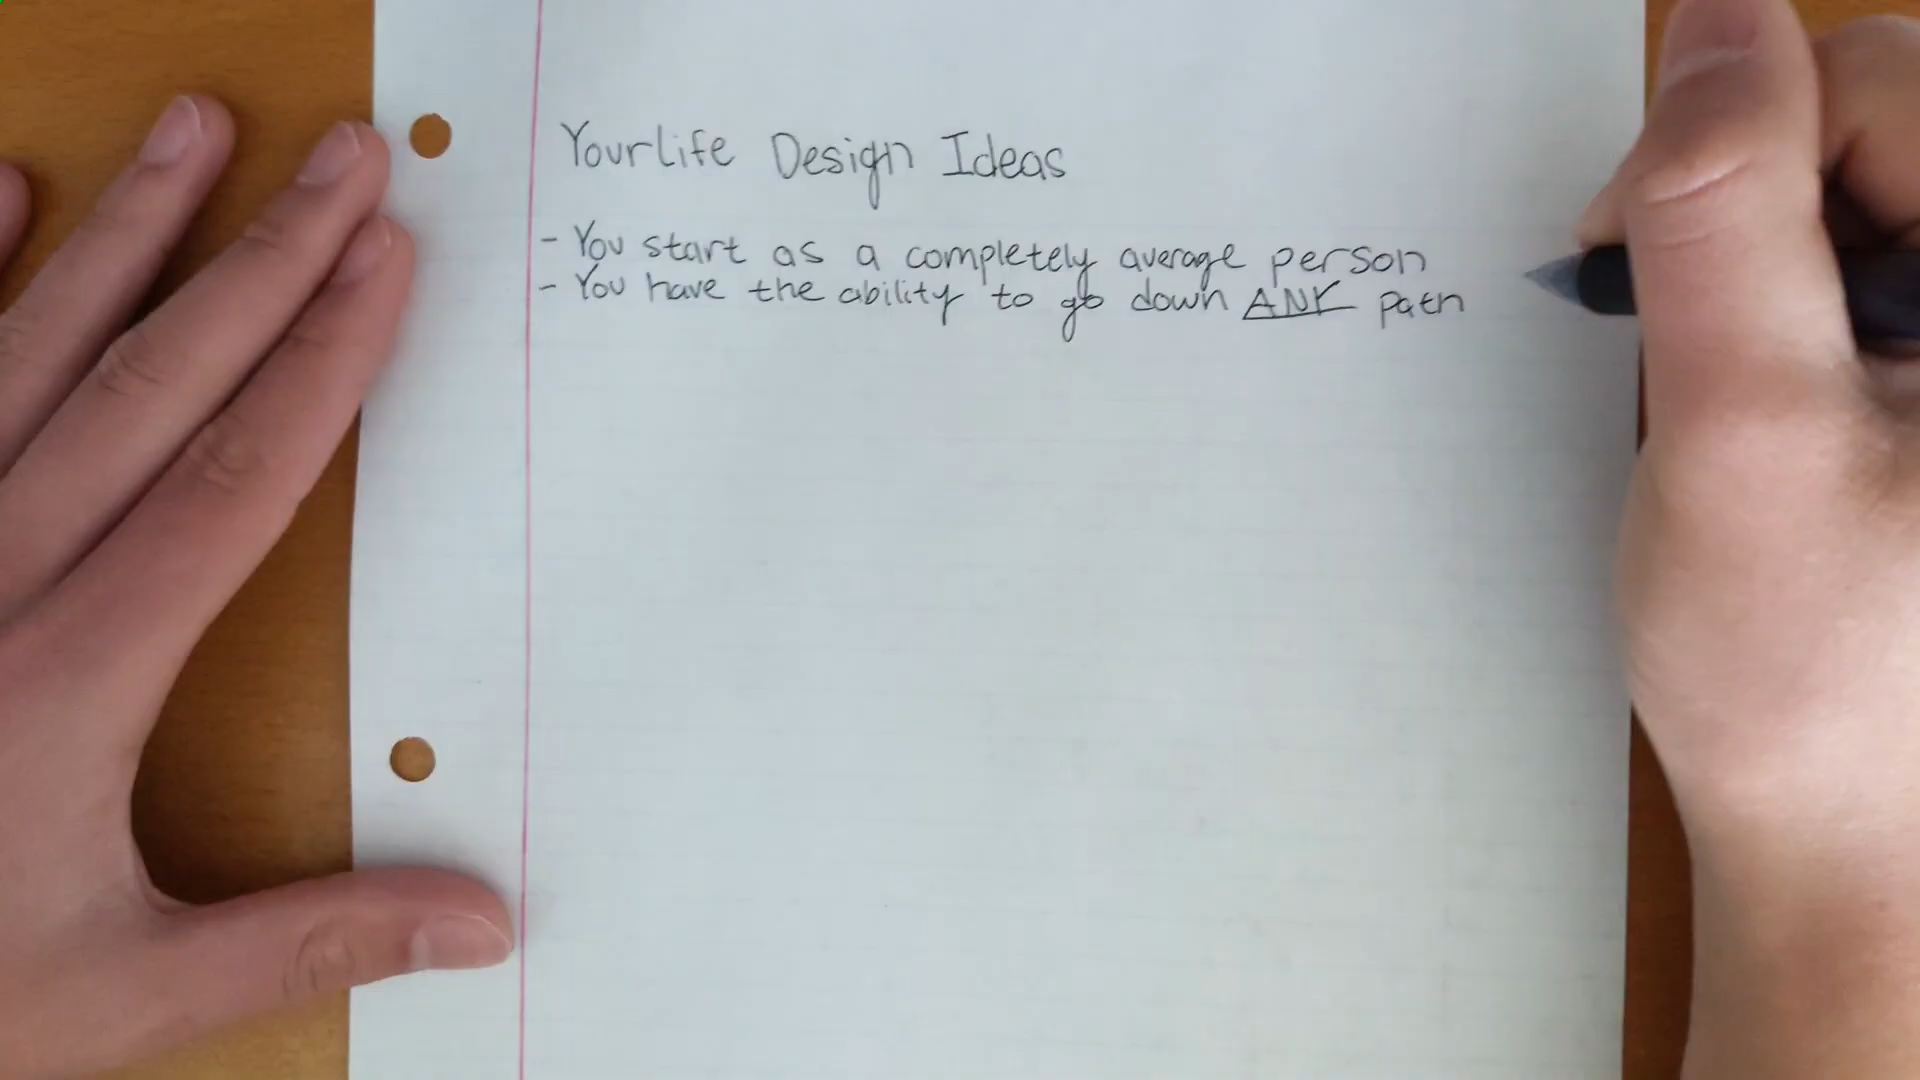 Yourlife Design Ideas
- You start as a completely average person
- You have the ability to go down ANY path